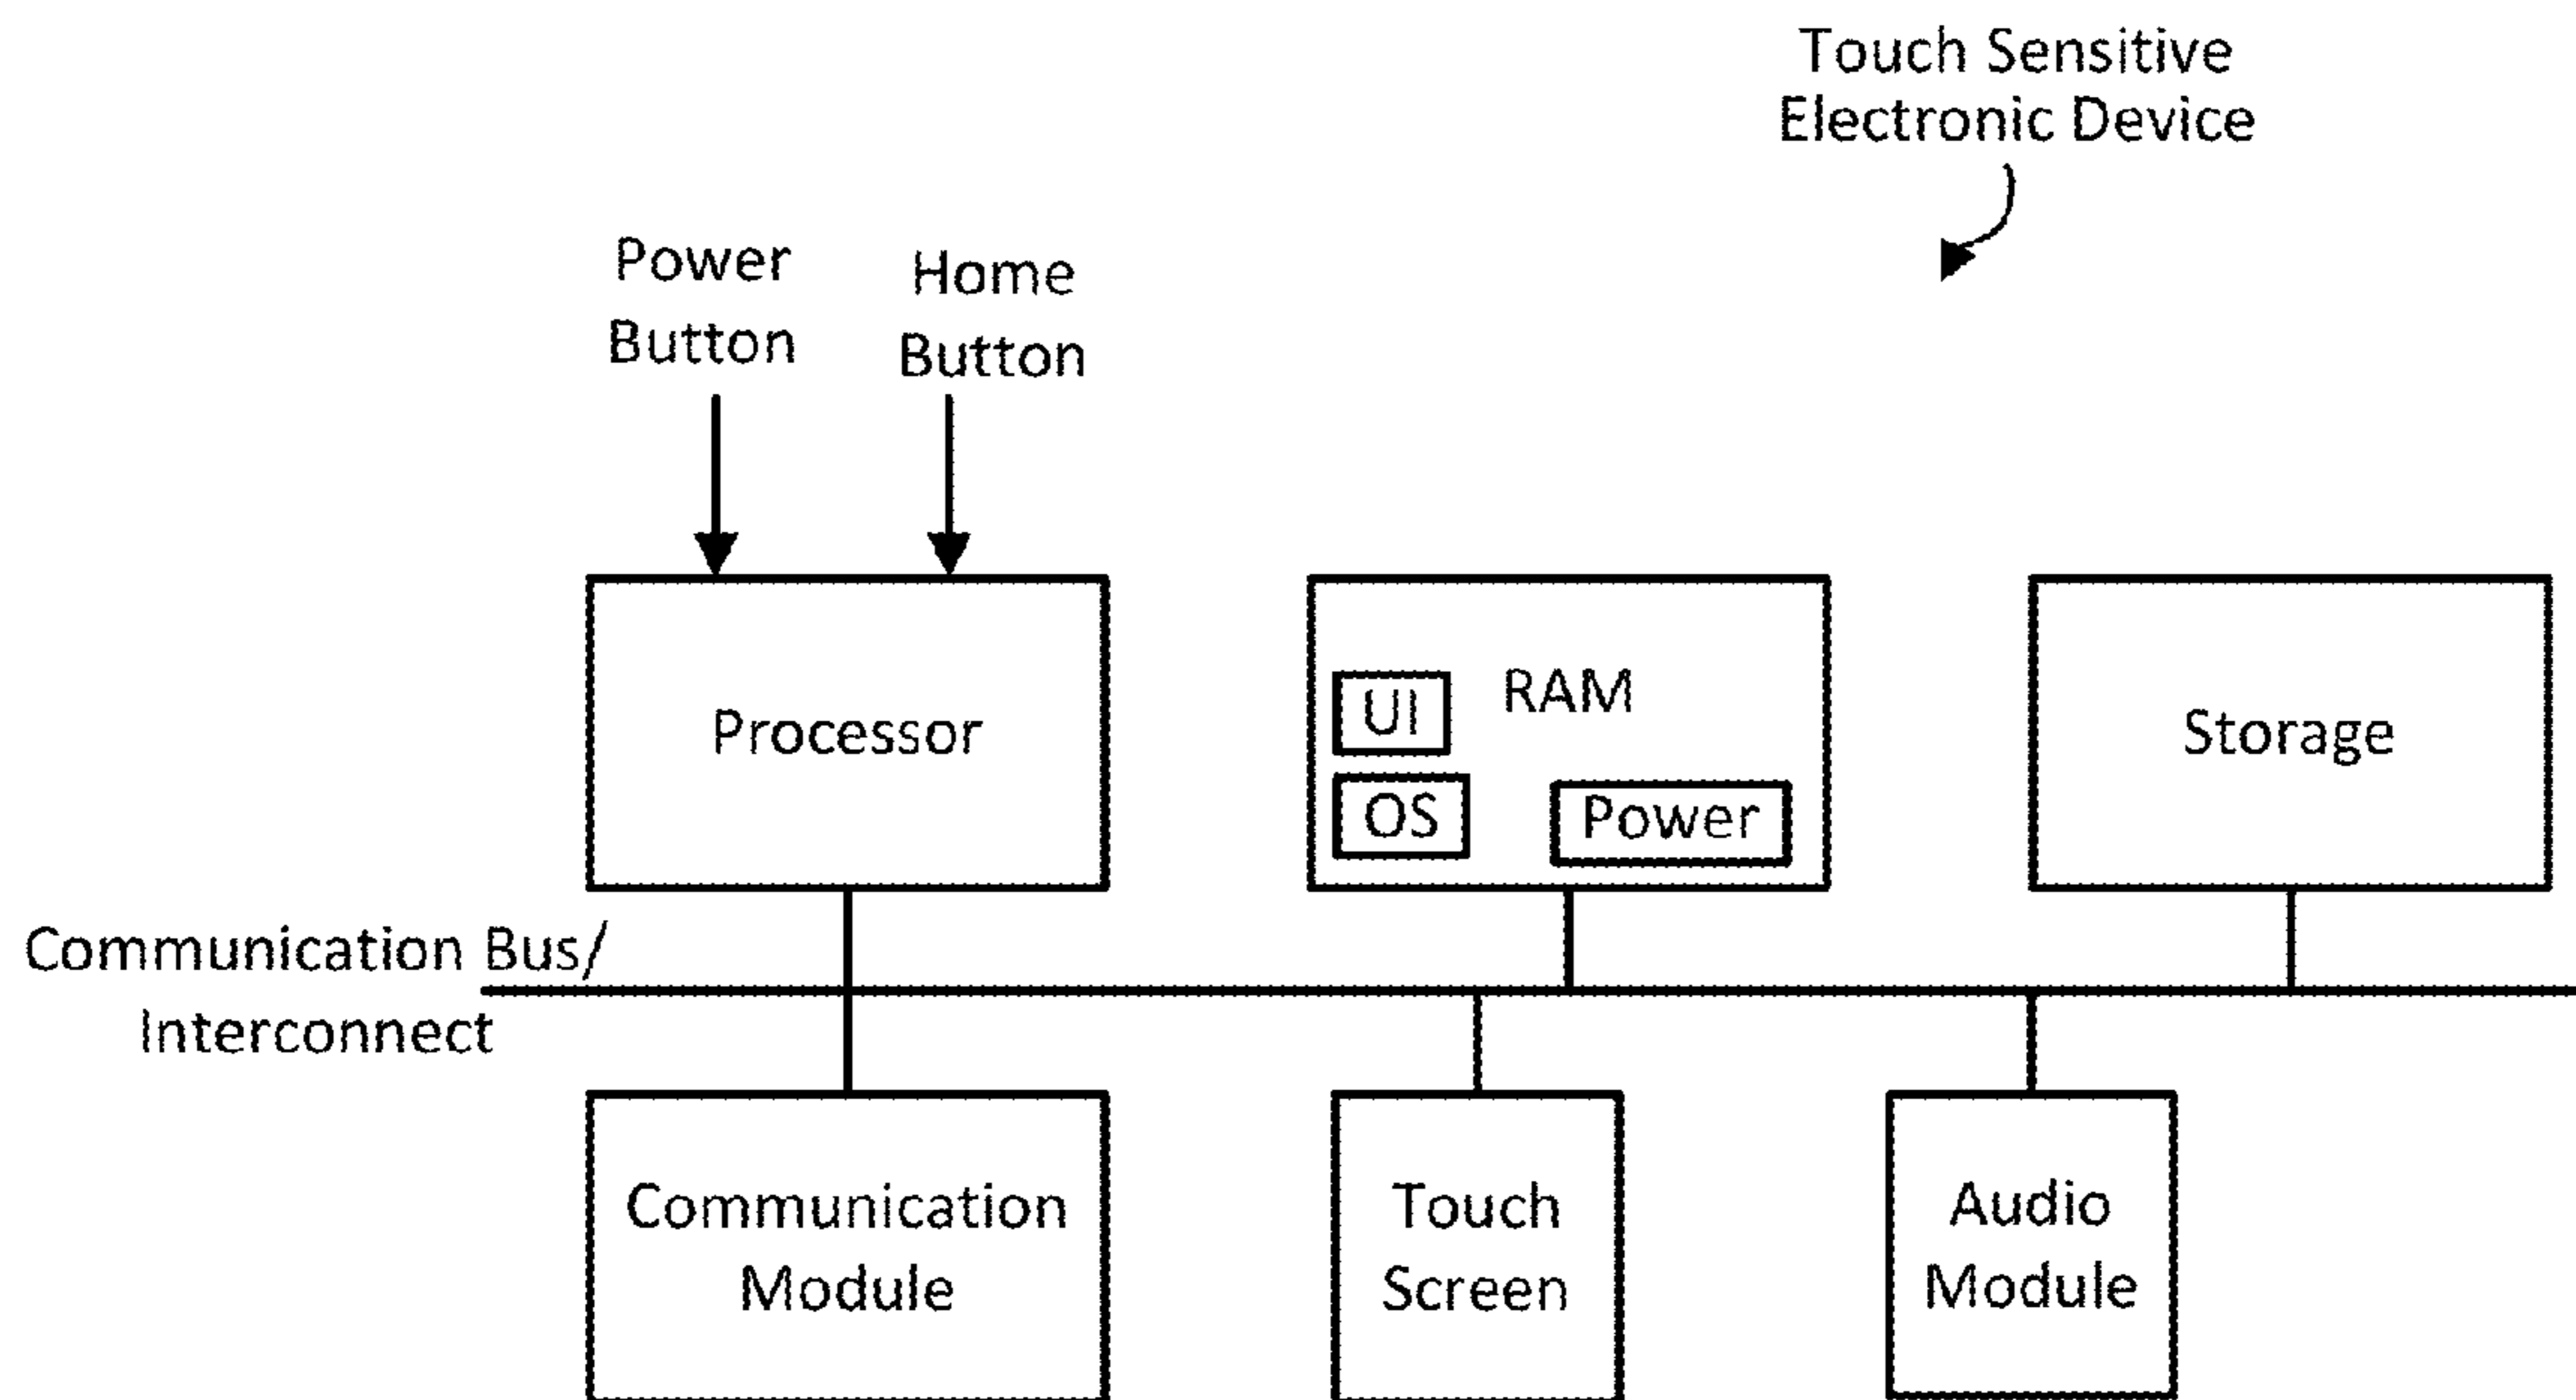 Touch Sensitive
Electronic Device
Power
Button
Home
Button
Processor
RAM
UI
OS
Power
Storage
Communication Bus/
Interconnect
Communication
Module
Touch
Screen
Audio
Module